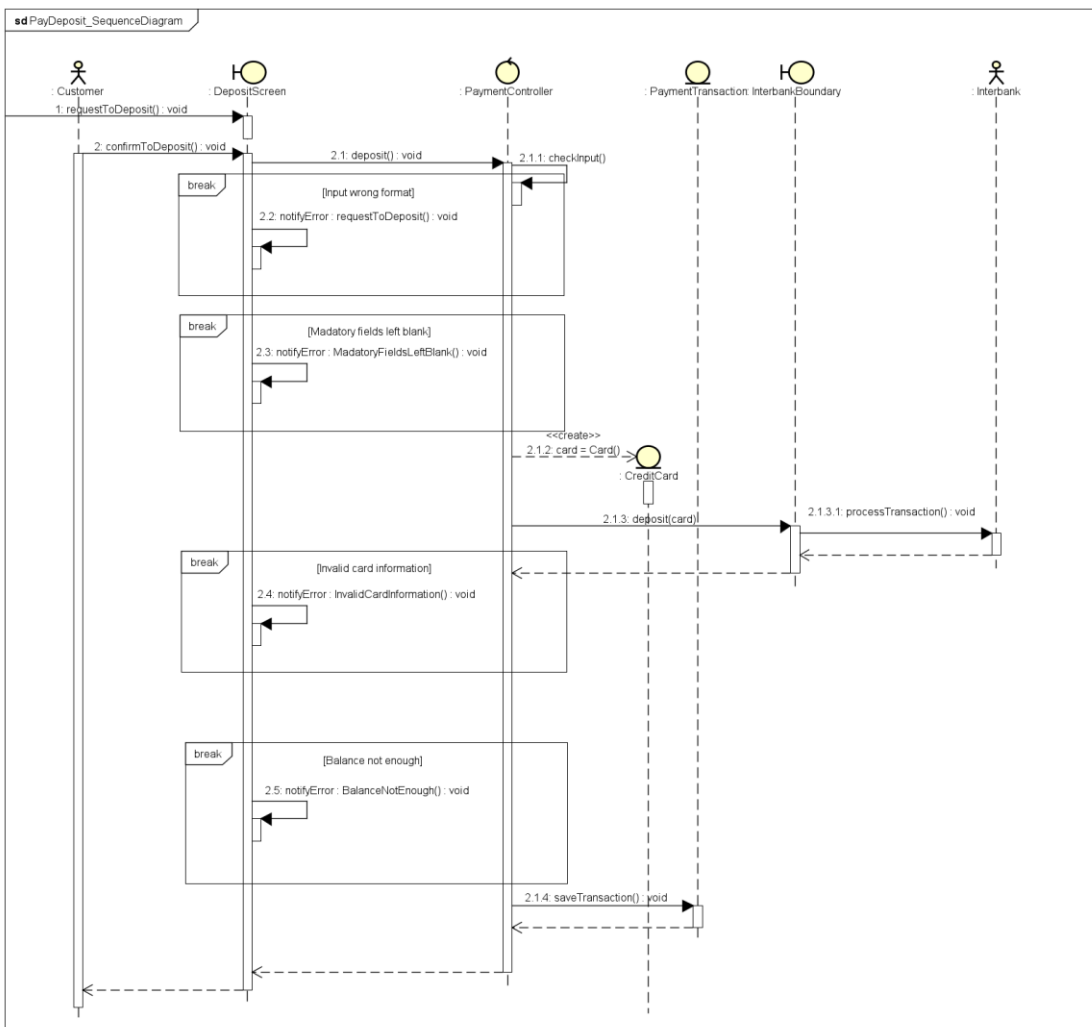 sd PayDeposit_SequenceDiagram
: Customer
: DepositScreen
: PaymentController
: PaymentTransaction
: InterbankBoundary
: Interbank
1: requestToDeposit() : void
2: confirmToDeposit() : void
2.1: deposit() : void
2.1.1: checkInput()
break
[Input wrong format]
2.2: notifyError : requestToDeposit() : void
break
[Madatory fields left blank]
2.3: notifyError : MadatoryFieldsLeftBlank() : void
<<create>>
2.1.2: card = Card()
: CreditCard
2.1.3: deposit(card)
2.1.3.1: processTransaction() : void
break
[Invalid card information]
2.4: notifyError : InvalidCardInformation() : void
break
[Balance not enough]
2.5: notifyError : BalanceNotEnough() : void
2.1.4: saveTransaction() : void